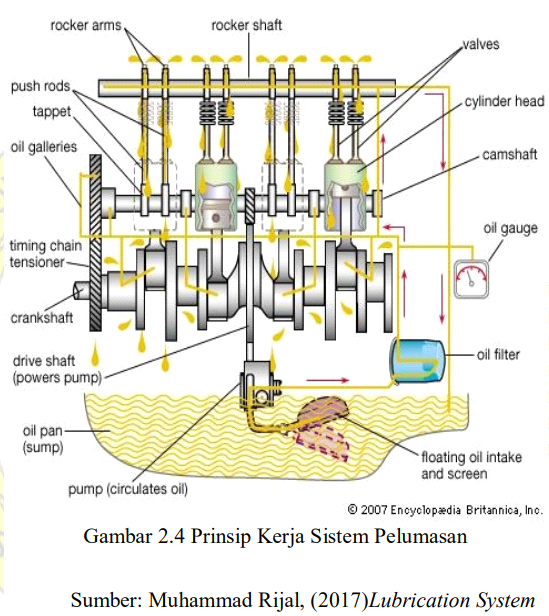 rocker arms
rocker shaft
valves
push rods
cylinder head
tappet
oil galleries
camshaft
oil gauge
timing chain
tensioner
crankshaft
oil filter
drive shaft
(powers pump)
oil pan
(sump)
floating oil intake
and screen
pump (circulates oil)
© 2007 Encyclopædia Britannica, Inc.
Gambar 2.4 Prinsip Kerja Sistem Pelumasan
Sumber: Muhammad Rijal, (2017)Lubrication System